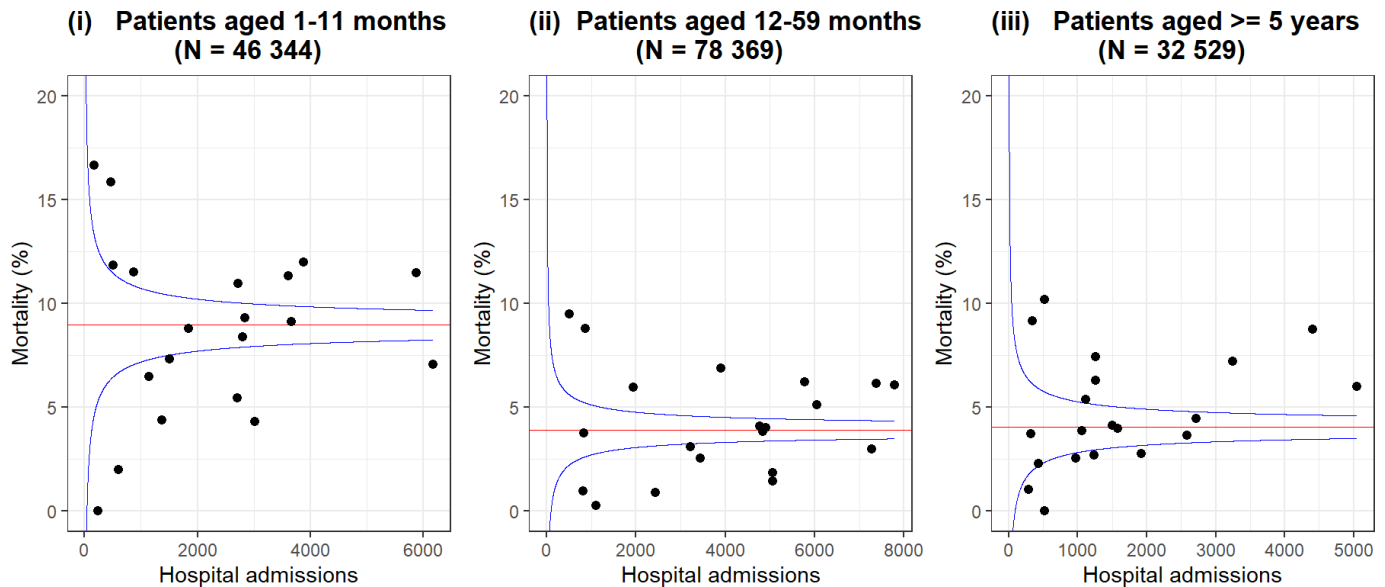 (i) Patients aged 1-11 months
(N = 46 344)
Mortality (%)
20
15
10
5
0
0 2000 4000 6000
Hospital admissions
(ii) Patients aged 12-59 months
(N = 78 369)
Mortality (%)
20
15
10
5
0
0 2000 4000 6000 8000
Hospital admissions
(iii) Patients aged >= 5 years
(N = 32 529)
Mortality (%)
20
15
10
5
0
0 1000 2000 3000 4000 5000
Hospital admissions